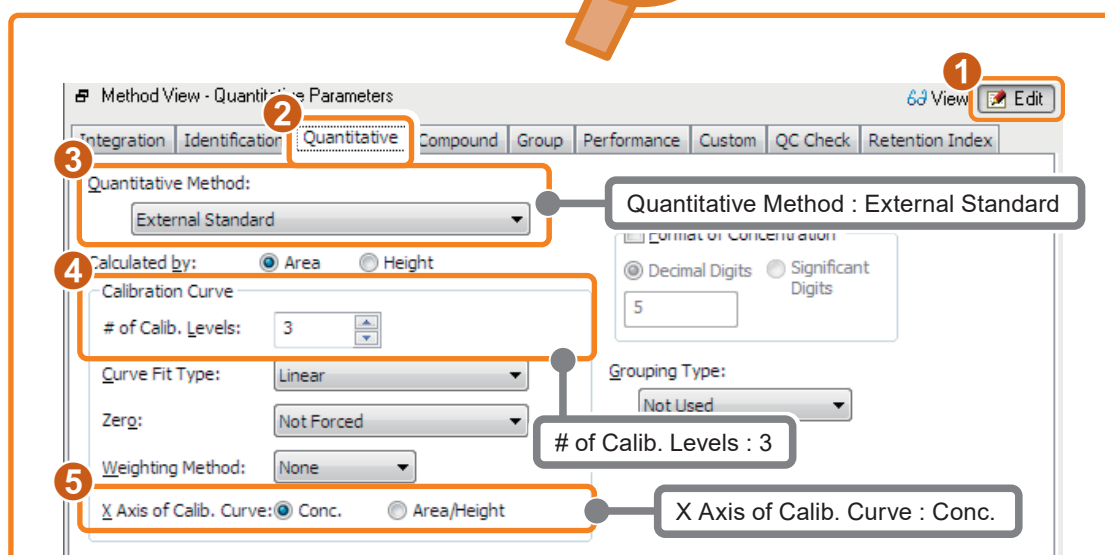 1
Method View - Quantitative Parameters
View Edit
2
Integration Identification Quantitative Compound Group Performance Custom QC Check Retention Index
3
Quantitative Method:
External Standard
Quantitative Method : External Standard
Format of Concentration
Calculated by: Area Height
Decimal Digits Significant Digits
5
4
Calibration Curve
# of Calib. Levels: 3
Curve Fit Type: Linear
Grouping Type:
Not Used
Zero: Not Forced
# of Calib. Levels : 3
Weighting Method: None
5
X Axis of Calib. Curve: Conc. Area/Height
X Axis of Calib. Curve : Conc.